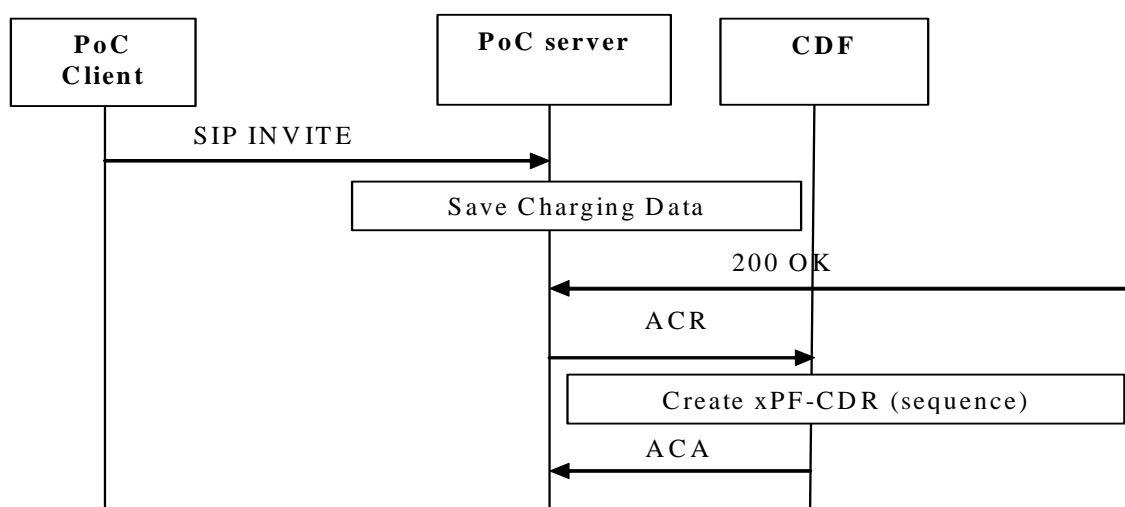 PoC
Client
PoC server
CDF
SIP INVITE
Save Charging Data
200 OK
ACR
Create xPF-CDR (sequence)
ACA